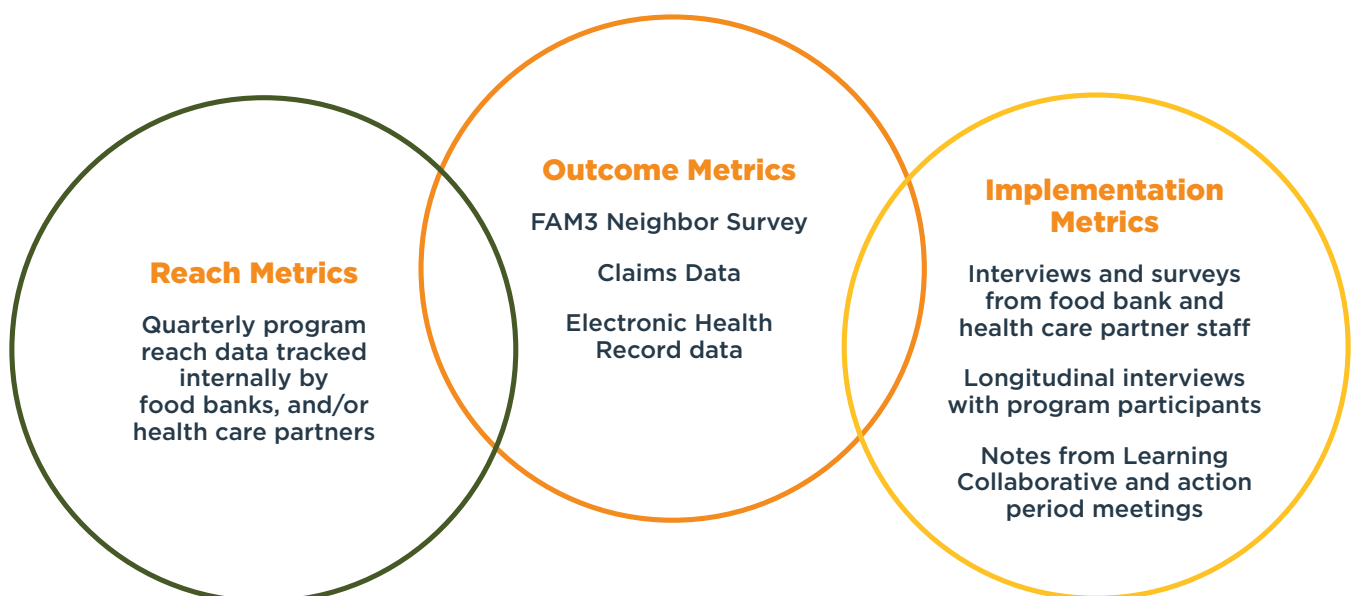 Reach Metrics
Quarterly program
reach data tracked
internally by
food banks, and/or
health care partners
Outcome Metrics
FAM3 Neighbor Survey
Claims Data
Electronic Health
Record data
Implementation
Metrics
Interviews and surveys
from food bank and
health care partner staff
Longitudinal interviews
with program participants
Notes from Learning
Collaborative and action
period meetings